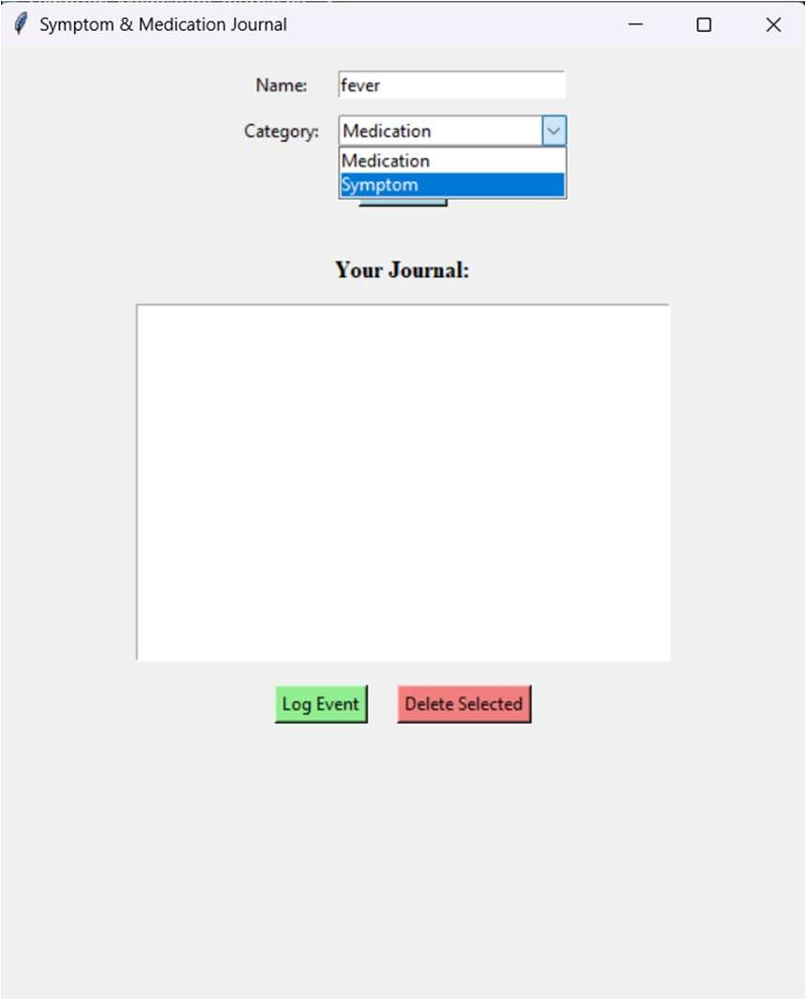 Symptom & Medication Journal
Name: fever
Category: Medication
Medication
Symptom
Your Journal:
Log Event Delete Selected